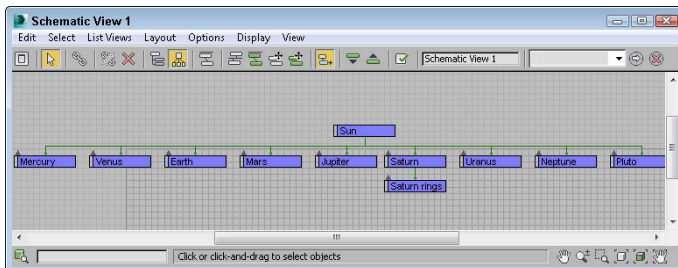 Schematic View 1
Edit Select List Views Layout Options Display View
Schematic View 1
Sun
Mercury Venus Earth Mars Jupiter Saturn Uranus Neptune Pluto
Saturn rings
Click or click-and-drag to select objects